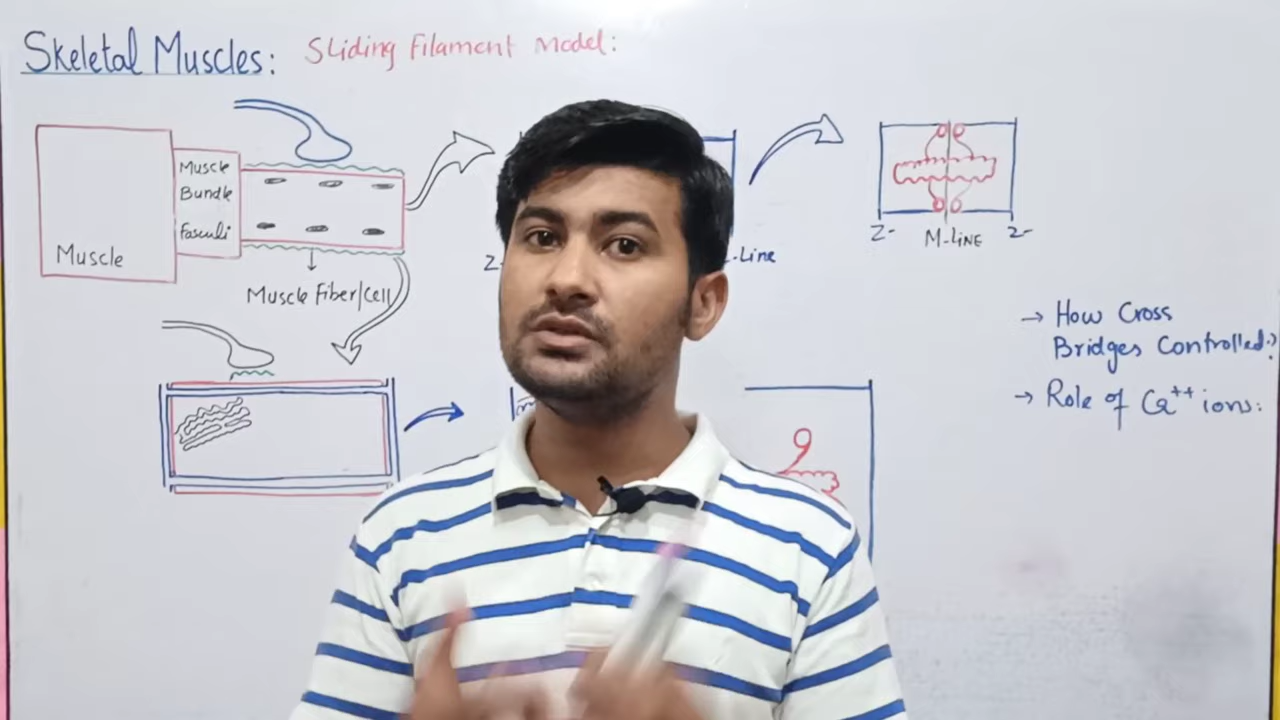 Skeletal Muscles: Sliding Filament Model:
Muscle
Bundle
Fasculi
Muscle
Muscle Fiber/Cell
Z
-Line
Z- M-Line Z-
→ How Cross
Bridges Controlled:)
→ Role of Ca++ ions: